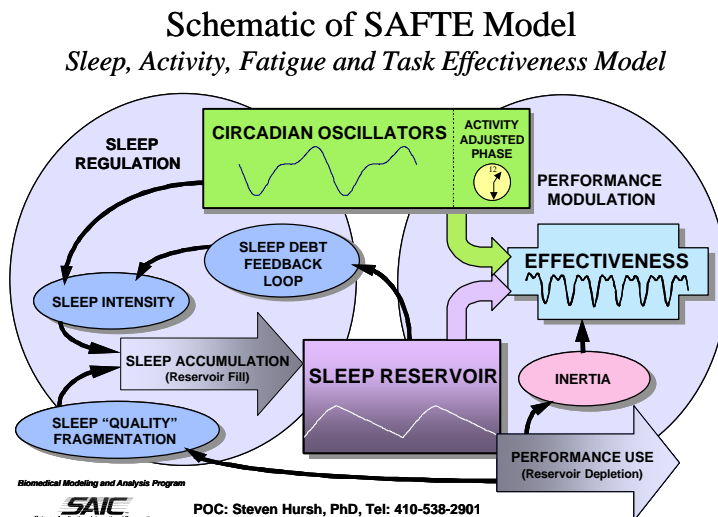 Schematic of SAFTE Model
Sleep, Activity, Fatigue and Task Effectiveness Model
SLEEP
REGULATION
CIRCADIAN OSCILLATORS
ACTIVITY
ADJUSTED
PHASE
12
PERFORMANCE
MODULATION
SLEEP DEBT
FEEDBACK
LOOP
EFFECTIVENESS
SLEEP INTENSITY
SLEEP ACCUMULATION
(Reservoir Fill)
SLEEP RESERVOIR
INERTIA
SLEEP “QUALITY”
FRAGMENTATION
PERFORMANCE USE
(Reservoir Depletion)
Biomedical Modeling and Analysis Program
SAIC
POC: Steven Hursh, PhD, Tel: 410-538-2901